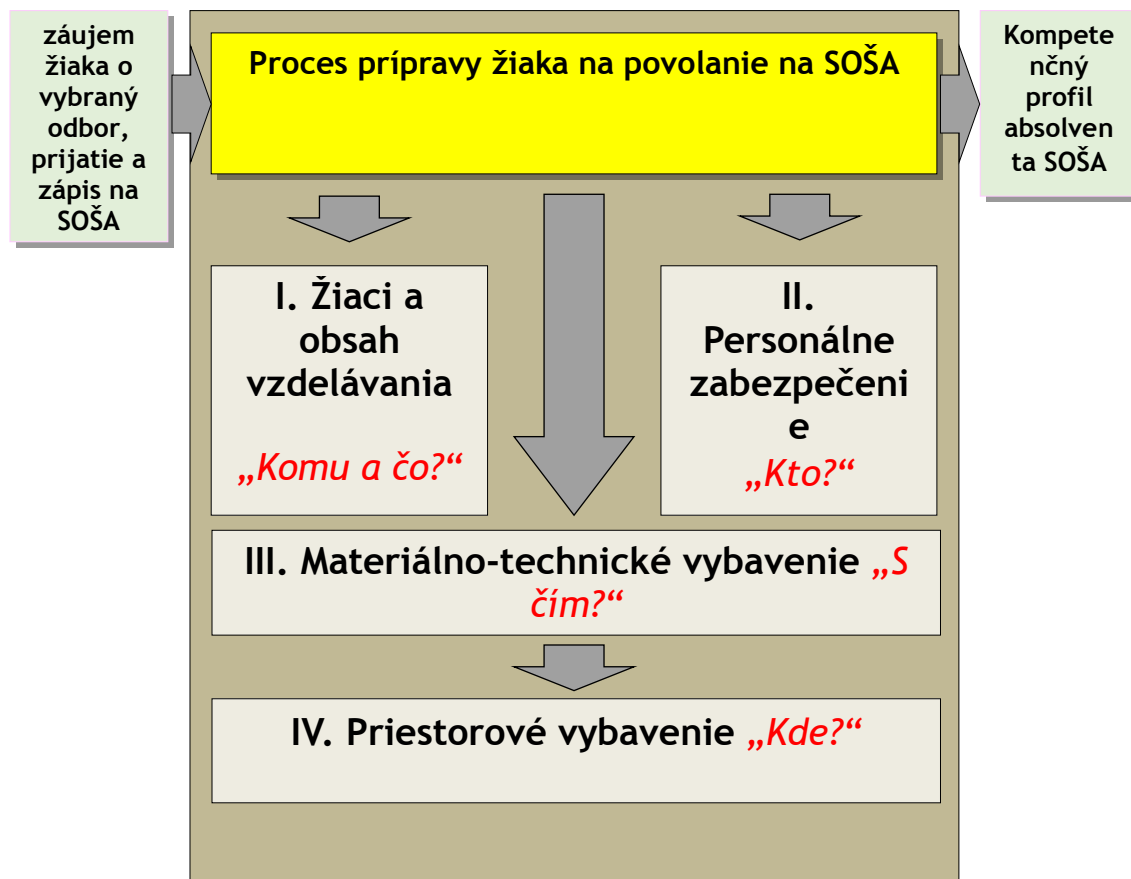 záujem
žiaka o
vybraný
odbor,
prijatie a
zápis na
SOŠA
Proces prípravy žiaka na povolanie na SOŠA
Kompete
nčný
profil
absolven
ta SOŠA
I. Žiaci a
obsah
vzdelávania
„Komu a čo?“
II.
Personálne
zabezpečeni
e
„Kto?“
III. Materiálno-technické vybavenie „S
čím?“
IV. Priestorové vybavenie „Kde?“